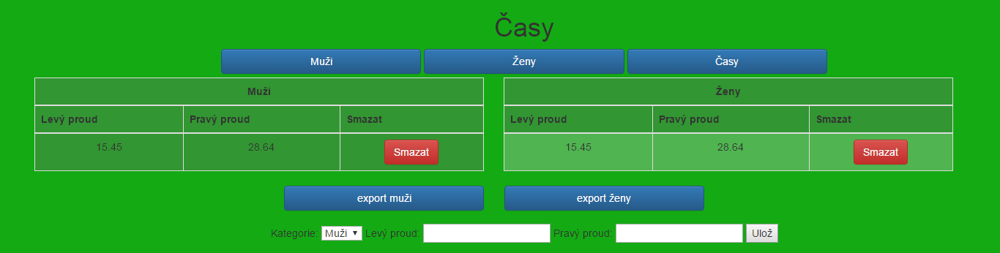 Časy
Muži Ženy Časy
Muži
Levý proud Pravý proud Smazat
15.45 28.64 Smazat
Ženy
Levý proud Pravý proud Smazat
15.45 28.64 Smazat
export muži export ženy
Kategorie: Muži Levý proud: Pravý proud: Ulož